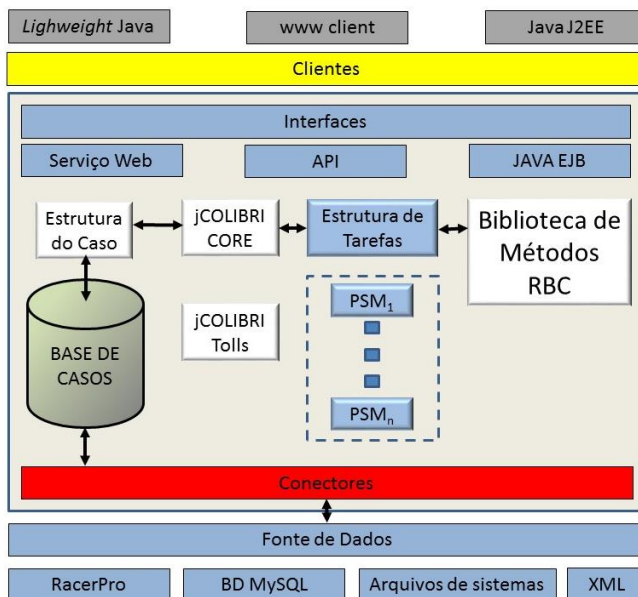 Lighweight Java
www client
Java J2EE
Clientes
Interfaces
Serviço Web
API
JAVA EJB
Estrutura
do Caso
jCOLIBRI
CORE
Estrutura de
Tarefas
Biblioteca de
Métodos
RBC
BASE DE
CASOS
jCOLIBRI
Tolls
PSM1
PSMn
Conectores
Fonte de Dados
RacerPro
BD MySQL
Arquivos de sistemas
XML